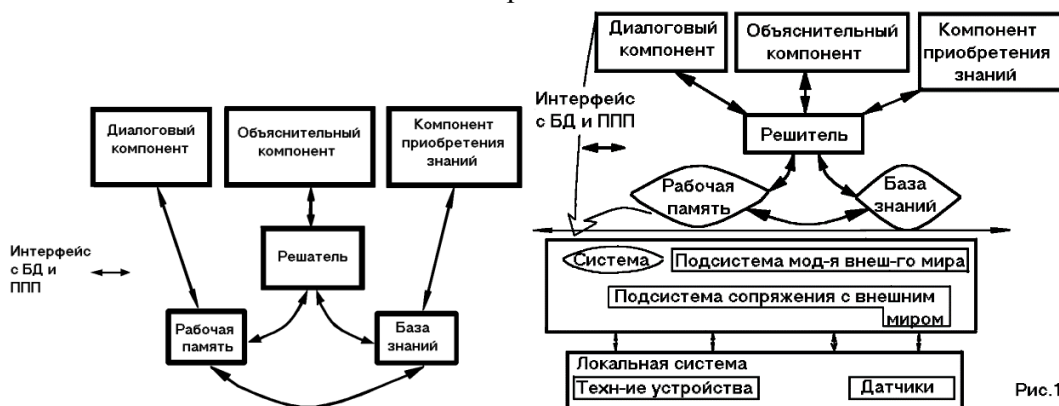 Диалоговый
компонент
Объяснительный
компонент
Компонент
приобретения
знаний
Интерфейс
с БД и
ППП
Решатель
Рабочая
память
База
знаний
Диалоговый
компонент
Объяснительный
компонент
Компонент
приобретения
знаний
Интерфейс
с БД и ППП
Решитель
Рабочая
память
База
знаний
Система
Подсистема мод-я внеш-го мира
Подсистема сопряжения с внешним
миром
Локальная система
Техн-ие устройства
Датчики
Рис.1